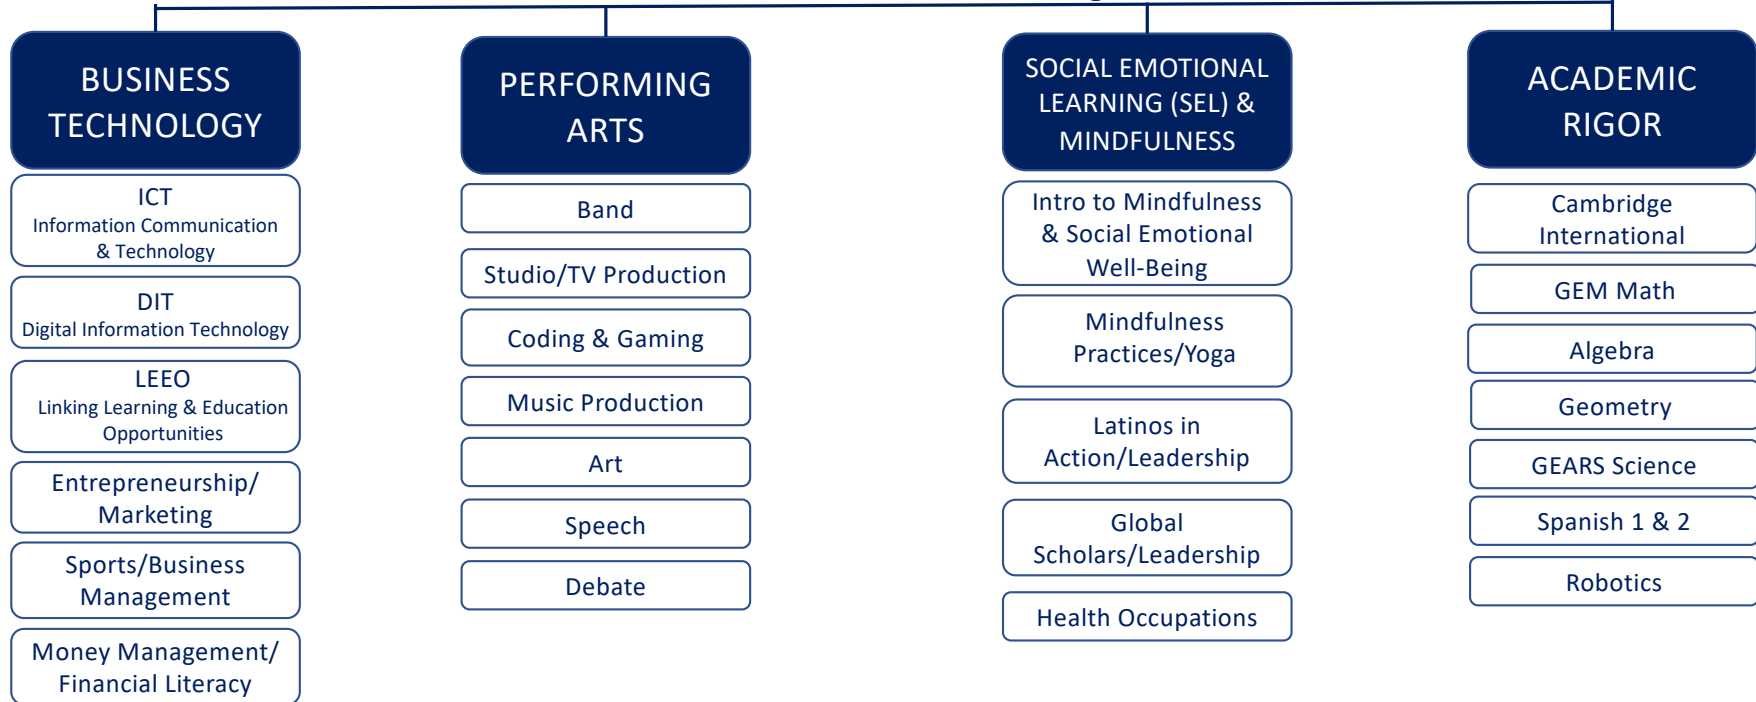 BUSINESS
TECHNOLOGY
ICT
Information Communication
& Technology
DIT
Digital Information Technology
LEEO
Linking Learning & Education
Opportunities
Entrepreneurship/
Marketing
Sports/Business
Management
Money Management/
Financial Literacy
PERFORMING
ARTS
Band
Studio/TV Production
Coding & Gaming
Music Production
Art
Speech
Debate
SOCIAL EMOTIONAL
LEARNING (SEL) &
MINDFULNESS
Intro to Mindfulness
& Social Emotional
Well-Being
Mindfulness
Practices/Yoga
Latinos in
Action/Leadership
Global
Scholars/Leadership
Health Occupations
ACADEMIC
RIGOR
Cambridge
International
GEM Math
Algebra
Geometry
GEARS Science
Spanish 1 & 2
Robotics